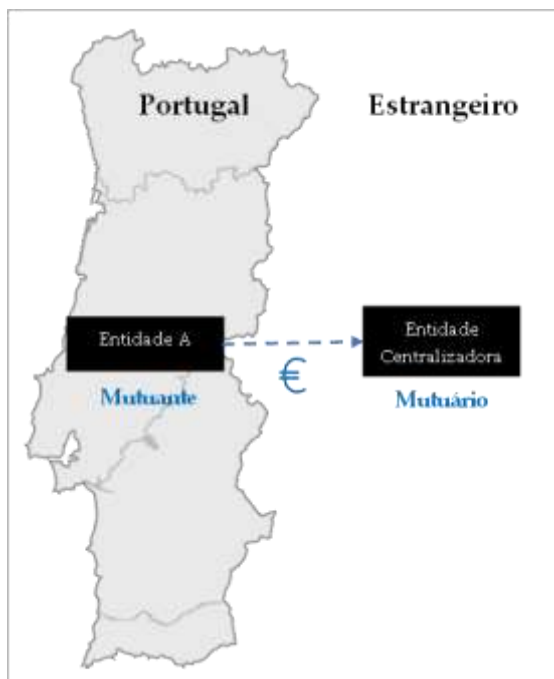 Portugal
Estrangeiro
Entidade A
Entidade
Centralizadora
€
Mutuante
Mutuário